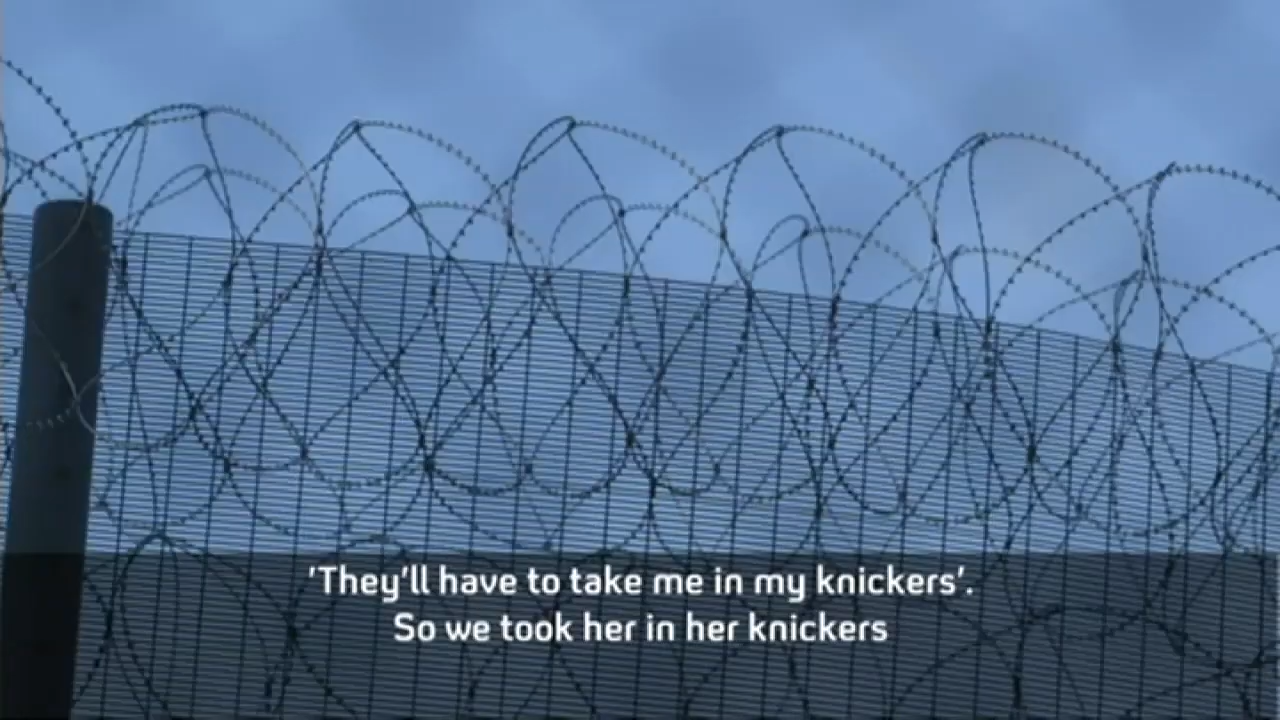 'They'll have to take me in my knickers'.
So we took her in her knickers